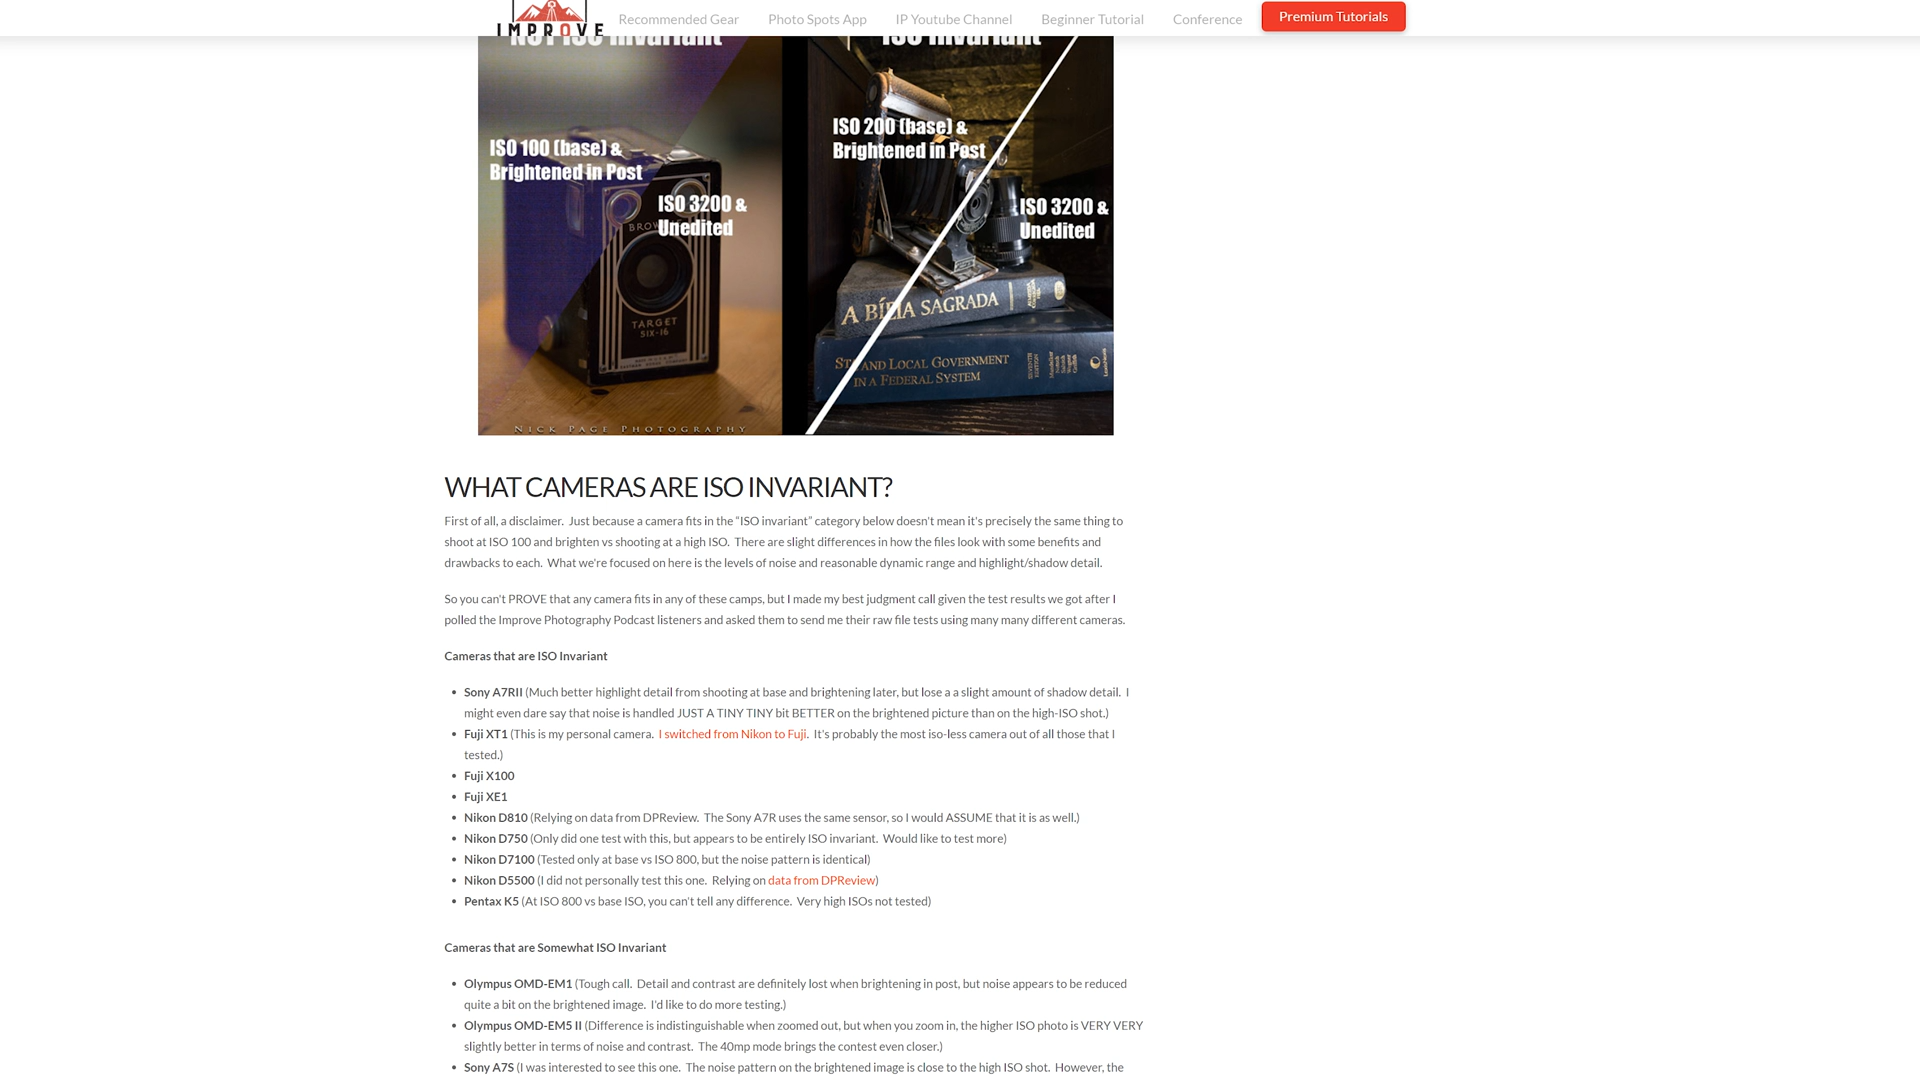 IMPROVE
Recommended Gear
Photo Spots App
IP Youtube Channel
Beginner Tutorial
Conference
Premium Tutorials
NOT ISO Invariant
ISO Invariant
ISO 100 (base) &
Brightened in Post
ISO 3200 &
Unedited
BROW
TARGET
SIX-16
NICK PAGE PHOTOGRAPHY
ISO 200 (base) &
Brightened in Post
ISO 3200 &
Unedited
A BÍBLIA SAGRADA
AND LOCAL GOVERNMENT
IN A FEDERAL SYSTEM
WHAT CAMERAS ARE ISO INVARIANT?
First of all, a disclaimer.  Just because a camera fits in the “ISO invariant” category below doesn't mean it's precisely the same thing to
shoot at ISO 100 and brighten vs shooting at a high ISO.  There are slight differences in how the files look with some benefits and
drawbacks to each.  What we're focused on here is the levels of noise and reasonable dynamic range and highlight/shadow detail.
So you can't PROVE that any camera fits in any of these camps, but I made my best judgment call given the test results we got after I
polled the Improve Photography Podcast listeners and asked them to send me their raw file tests using many many different cameras.
Cameras that are ISO Invariant
• Sony A7RII (Much better highlight detail from shooting at base and brightening later, but lose a a slight amount of shadow detail.  I
might even dare say that noise is handled JUST A TINY TINY bit BETTER on the brightened picture than on the high-ISO shot.)
• Fuji XT1 (This is my personal camera.  I switched from Nikon to Fuji.  It's probably the most iso-less camera out of all those that I
tested.)
• Fuji X100
• Fuji XE1
• Nikon D810 (Relying on data from DPReview.  The Sony A7R uses the same sensor, so I would ASSUME that it is as well.)
• Nikon D750 (Only did one test with this, but appears to be entirely ISO invariant.  Would like to test more)
• Nikon D7100 (Tested only at base vs ISO 800, but the noise pattern is identical)
• Nikon D5500 (I did not personally test this one.  Relying on data from DPReview)
• Pentax K5 (At ISO 800 vs base ISO, you can't tell any difference.  Very high ISOs not tested)
Cameras that are Somewhat ISO Invariant
• Olympus OMD-EM1 (Tough call.  Detail and contrast are definitely lost when brightening in post, but noise appears to be reduced
quite a bit on the brightened image.  I'd like to do more testing.)
• Olympus OMD-EM5 II (Difference is indistinguishable when zoomed out, but when you zoom in, the higher ISO photo is VERY VERY
slightly better in terms of noise and contrast.  The 40mp mode brings the contest even closer.)
• Sony A7S (I was interested to see this one.  The noise pattern on the brightened image is close to the high ISO shot.  However, the